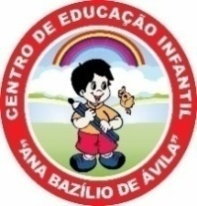 CENTRO DE EDUCAÇÃO INFANTIL
"ANA BAZÍLIO DE ÁVILA"